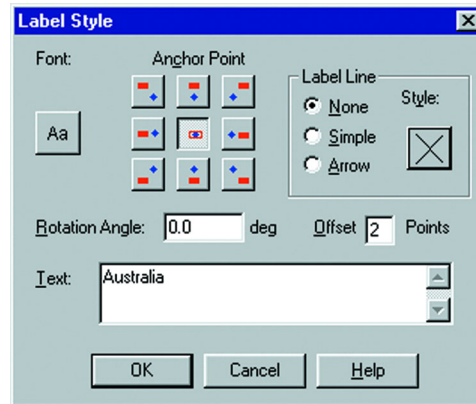 Label Style
Font:
Anchor Point
Label Line
None
Style:
Aa
Simple
Arrow
Rotation Angle: 0.0 deg Offset 2 Points
Text: Australia
OK Cancel Help